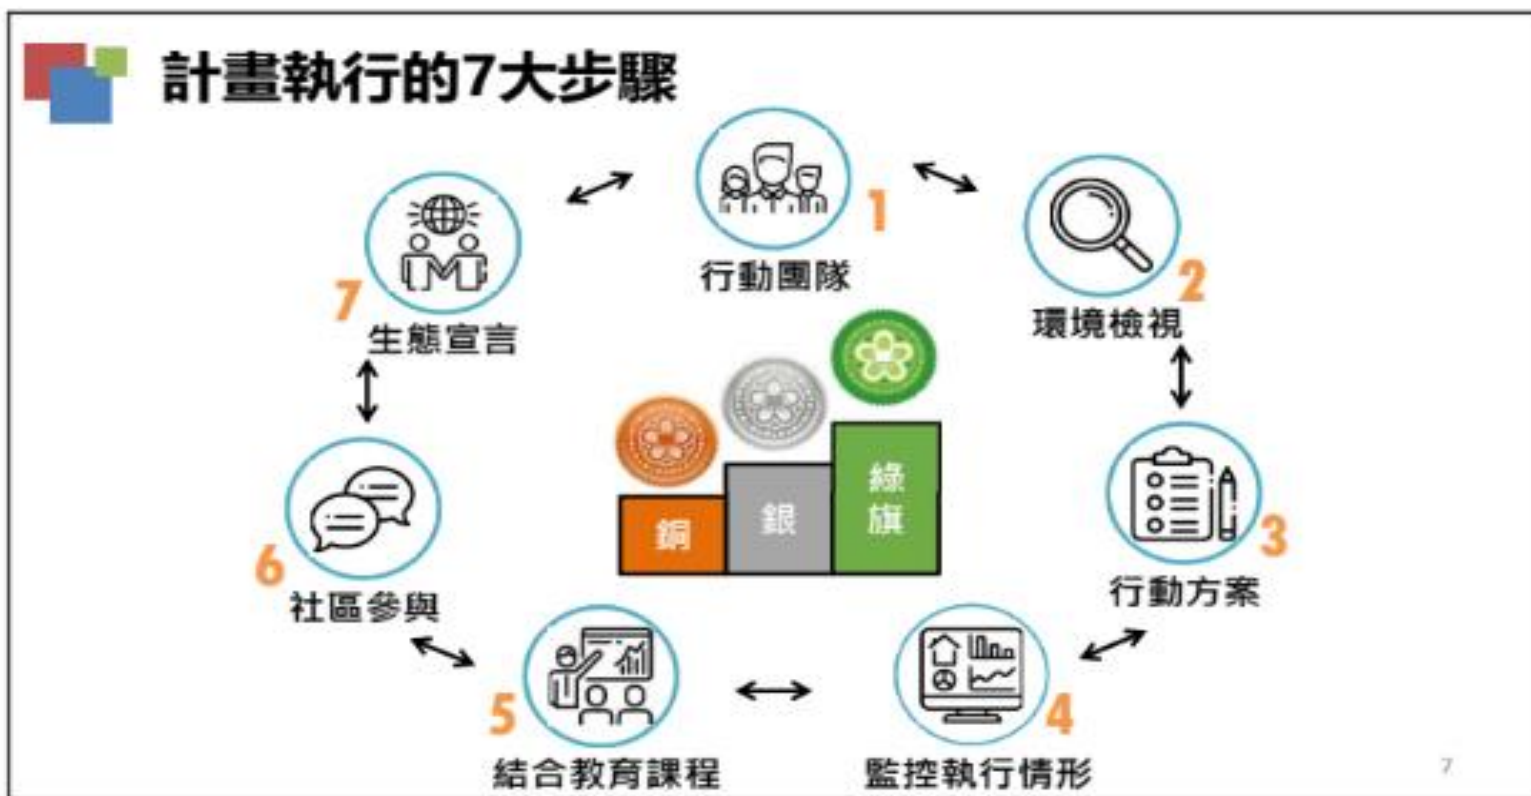 計畫執行的7大步驟
1
行動團隊
2
環境檢視
3
行動方案
4
監控執行情形
5
結合教育課程
6
社區參與
7
生態宣言
銅
銀
綠旗
7